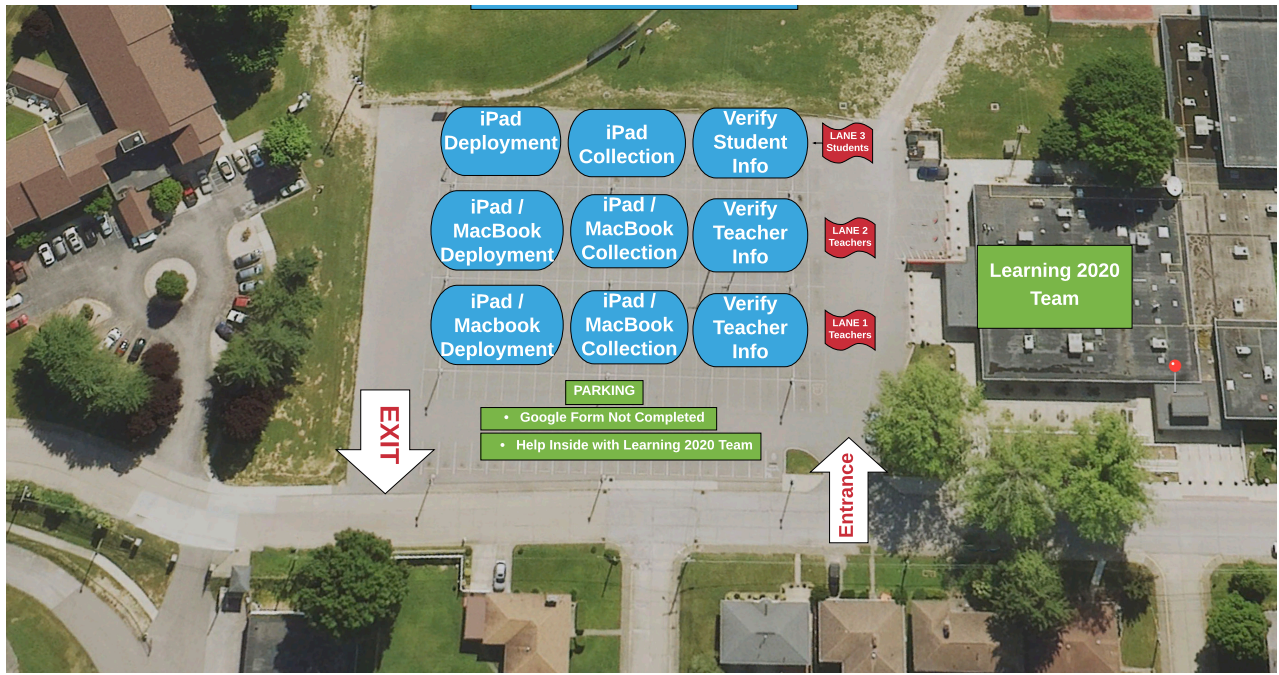 iPad
Deployment
iPad
Collection
Verify
Student
Info
LANE 3
Students
iPad /
MacBook
Deployment
iPad /
MacBook
Collection
Verify
Teacher
Info
LANE 2
Teachers
iPad /
Macbook
Deployment
iPad /
MacBook
Collection
Verify
Teacher
Info
LANE 1
Teachers
Learning 2020
Team
PARKING
• Google Form Not Completed
• Help Inside with Learning 2020 Team
EXIT
Entrance